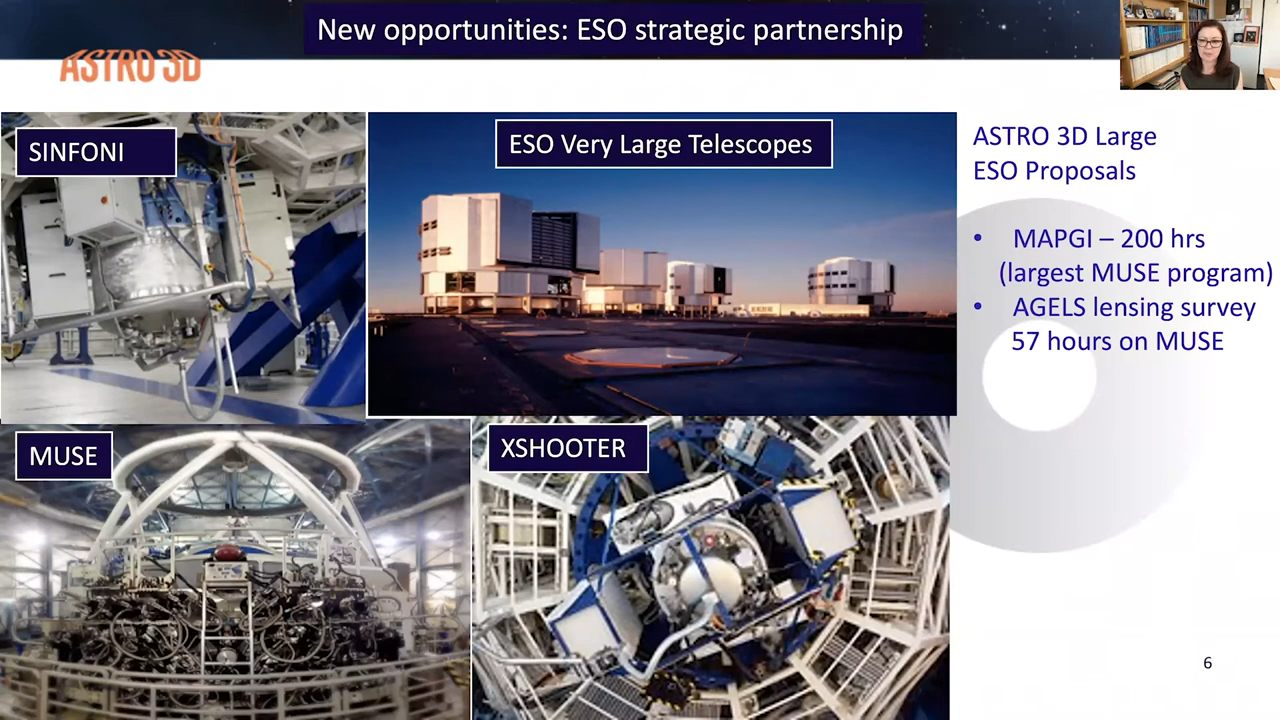 New opportunities: ESO strategic partnership
ASTRO 3D
SINFONI
ESO Very Large Telescopes
ASTRO 3D Large
ESO Proposals
• MAPGI – 200 hrs
(largest MUSE program)
• AGELS lensing survey
57 hours on MUSE
MUSE
XSHOOTER
6